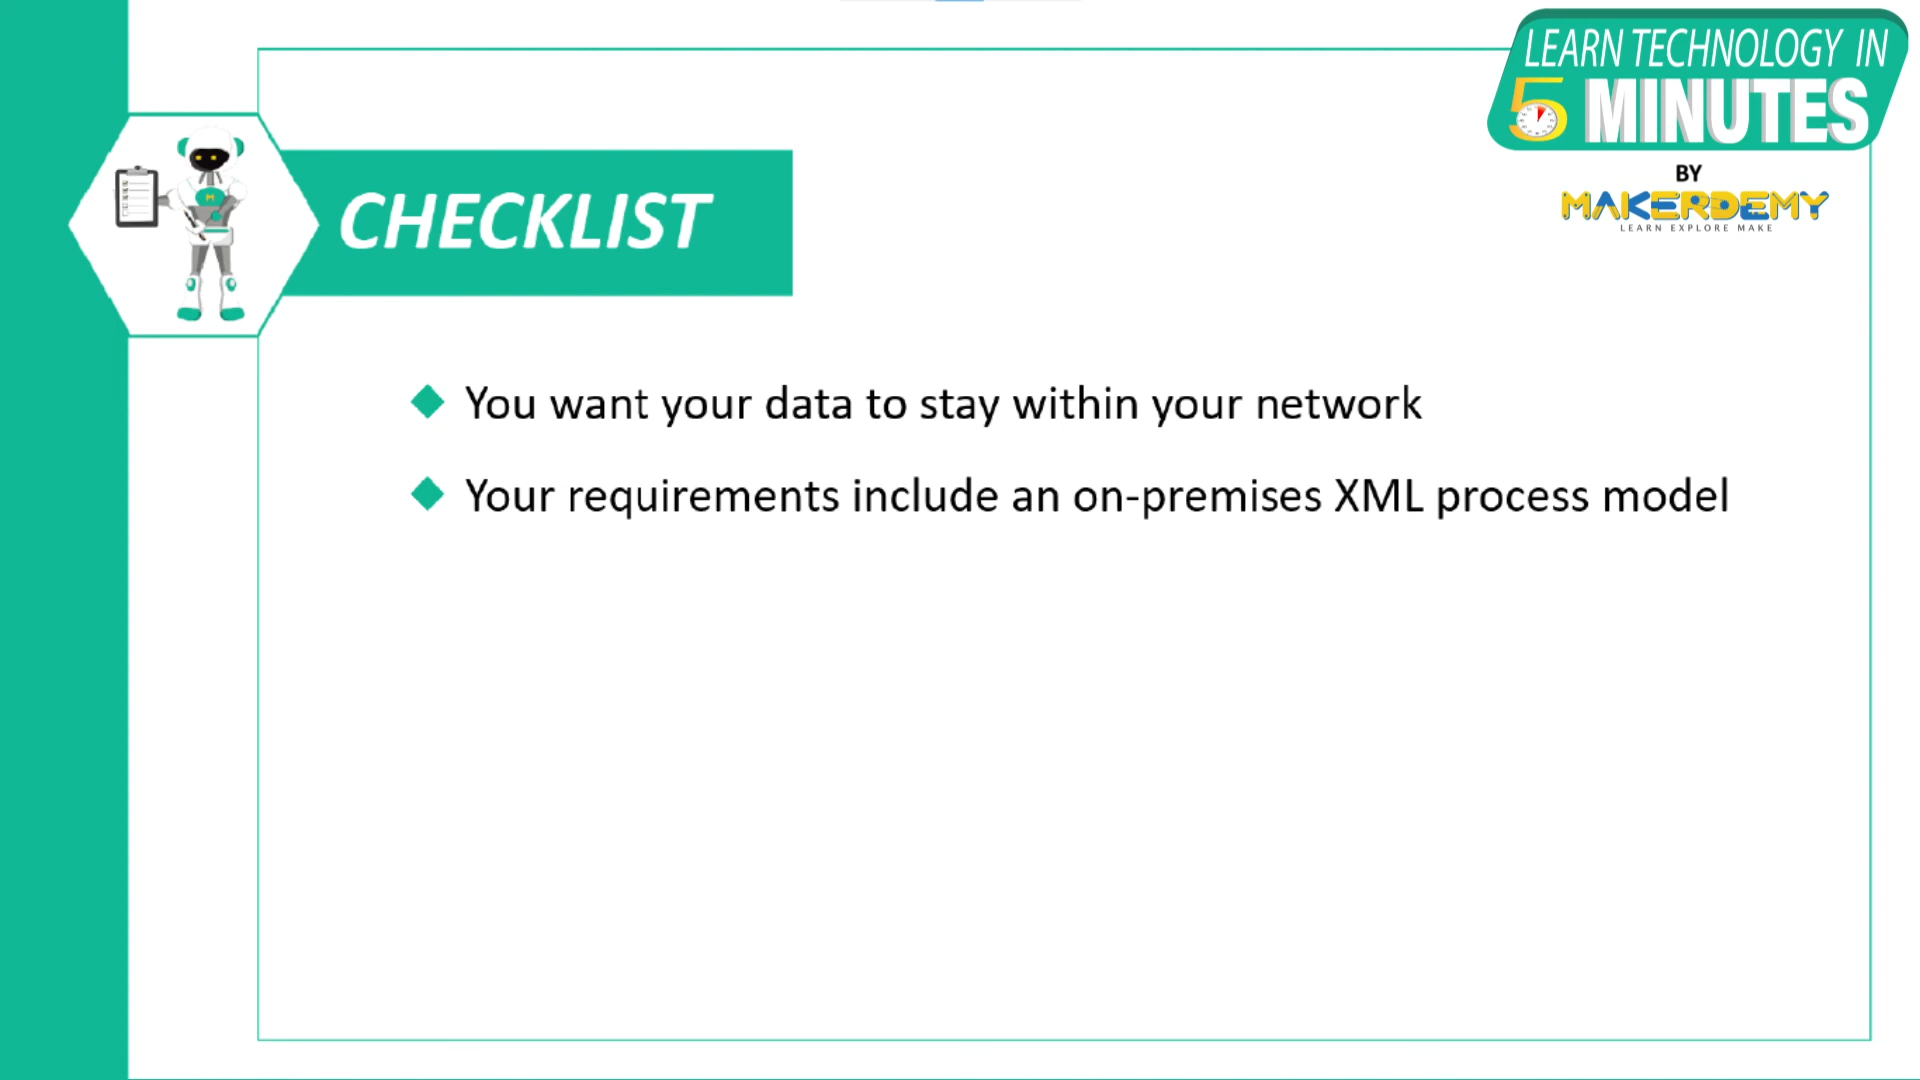 LEARN TECHNOLOGY IN
5 MINUTES
BY
MAKERDEMY
LEARN EXPLORE MAKE
CHECKLIST
You want your data to stay within your network
Your requirements include an on-premises XML process model